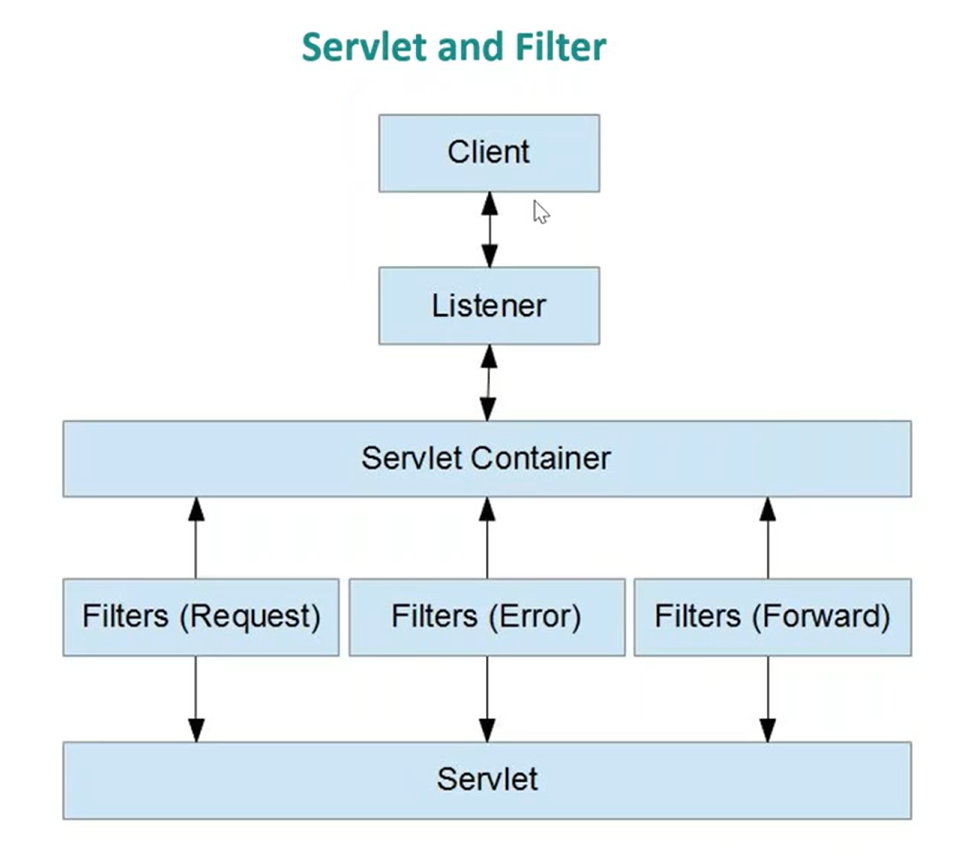 Servlet and Filter
Client
Listener
Servlet Container
Filters (Request)
Filters (Error)
Filters (Forward)
Servlet